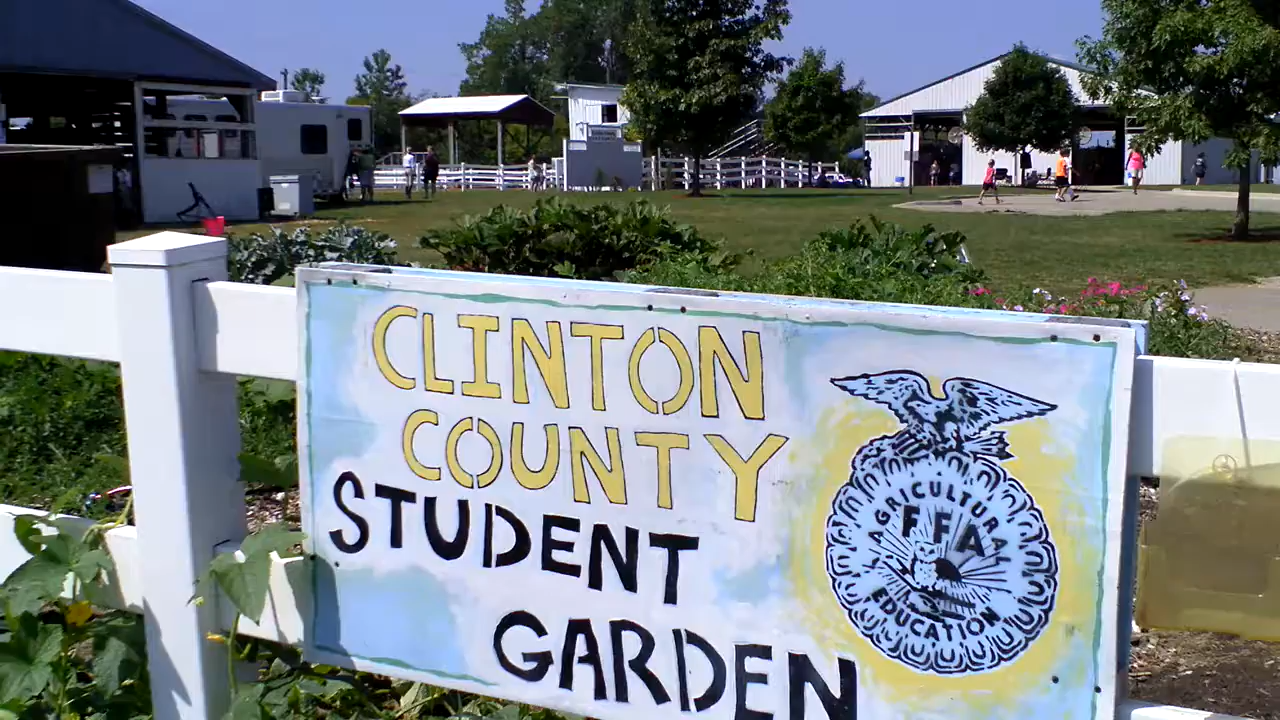 CLINTON
COUNTY
STUDENT
GARDEN
AGRICULTURAL
FFA
EDUCATION